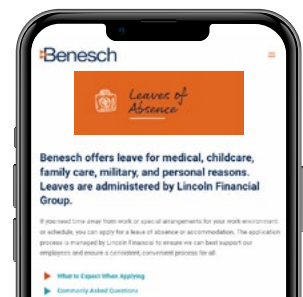 Benesch
Leaves of
Absence
Benesch offers leave for medical, childcare,
family care, military, and personal reasons.
Leaves are administered by Lincoln Financial
Group.
If you need time away from work or special arrangements for your work environment
or schedule, you can apply for a leave of absence or accommodation. The application
process is managed by Lincoln Financial to ensure we can best support our
employees and ensure a consistent, convenient process for all.
What to Expect When Applying
Commonly Asked Questions